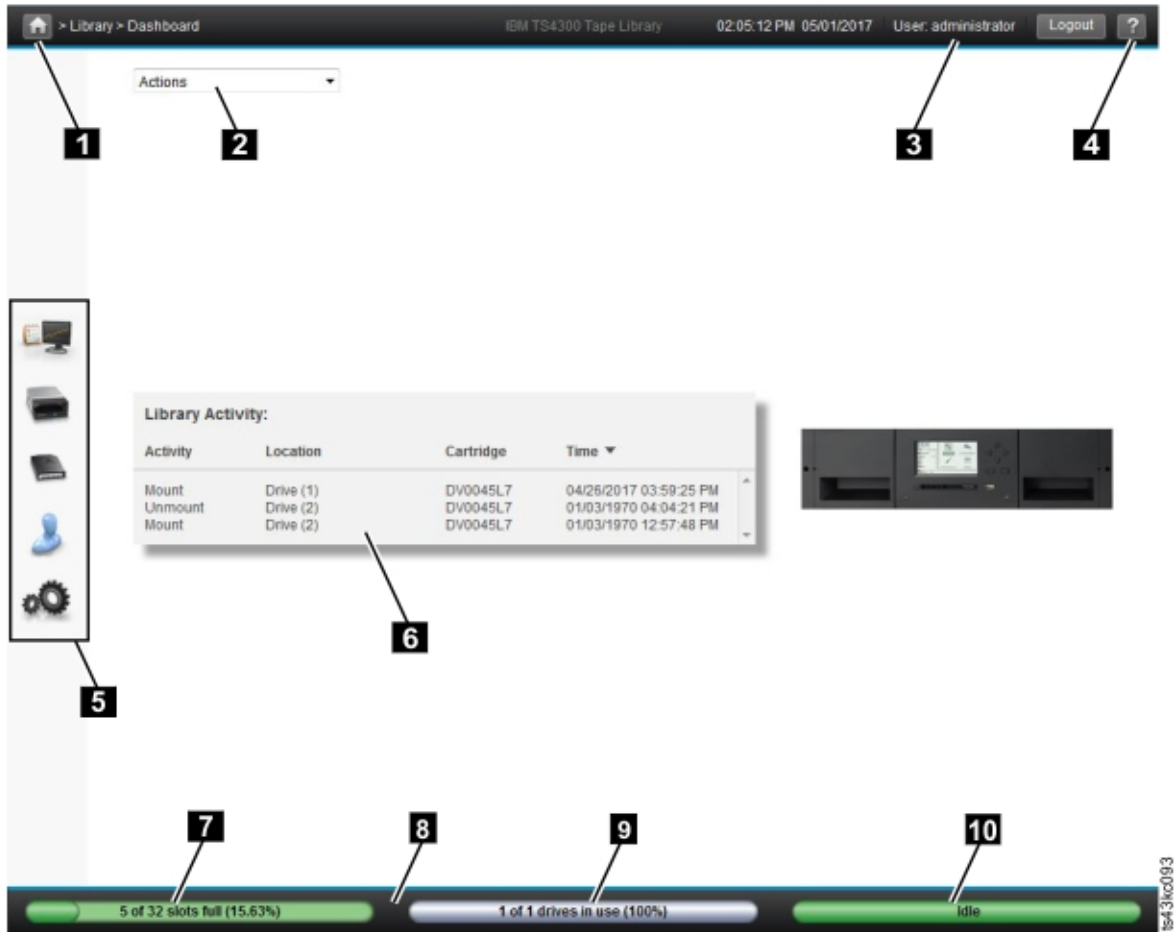 > Library > Dashboard IBM TS4300 Tape Library 02:05:12 PM 05/01/2017 User: administrator Logout ?
Actions
1 2 3 4
Library Activity:
Activity Location Cartridge Time
Mount Drive (1) DV0045L7 04/26/2017 03:59:25 PM
Unmount Drive (2) DV0045L7 01/03/1970 04:04:21 PM
Mount Drive (2) DV0045L7 01/03/1970 12:57:48 PM
6
5
7 8 9 10
5 of 32 slots full (15.63%) 1 of 1 drives in use (100%) Idle
ts43kc093